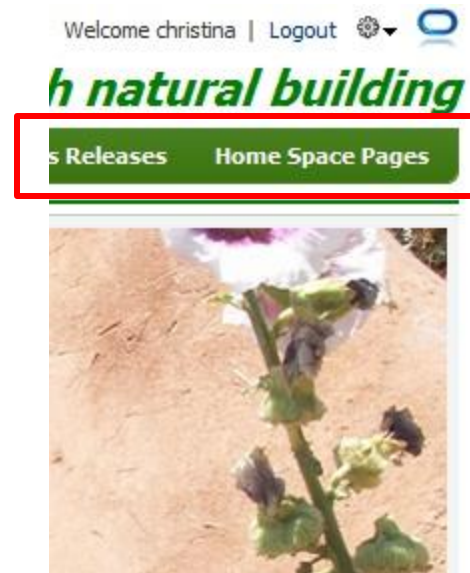 Welcome christina | Logout
h natural building
s Releases Home Space Pages